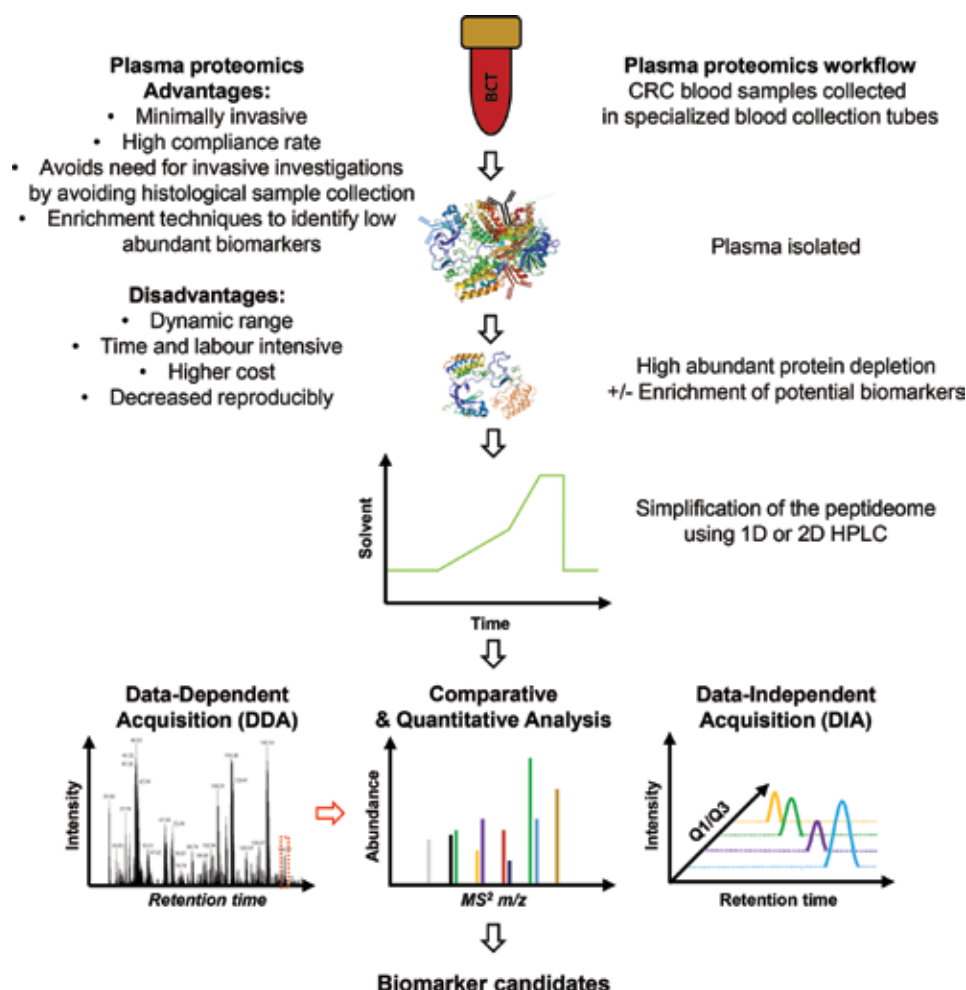 Plasma proteomics
Advantages:
• Minimally invasive
• High compliance rate
• Avoids need for invasive investigations
by avoiding histological sample collection
• Enrichment techniques to identify low
abundant biomarkers
Disadvantages:
• Dynamic range
• Time and labour intensive
• Higher cost
• Decreased reproducibly
BCT
Plasma proteomics workflow
CRC blood samples collected
in specialized blood collection tubes
Plasma isolated
High abundant protein depletion
+/- Enrichment of potential biomarkers
Simplification of the peptideome
using 1D or 2D HPLC
Solvent
Time
Data-Dependent
Acquisition (DDA)
Intensity
Retention time
Comparative
& Quantitative Analysis
Abundance
MS² m/z
Data-Independent
Acquisition (DIA)
Intensity
Q1/Q3
Retention time
Biomarker candidates